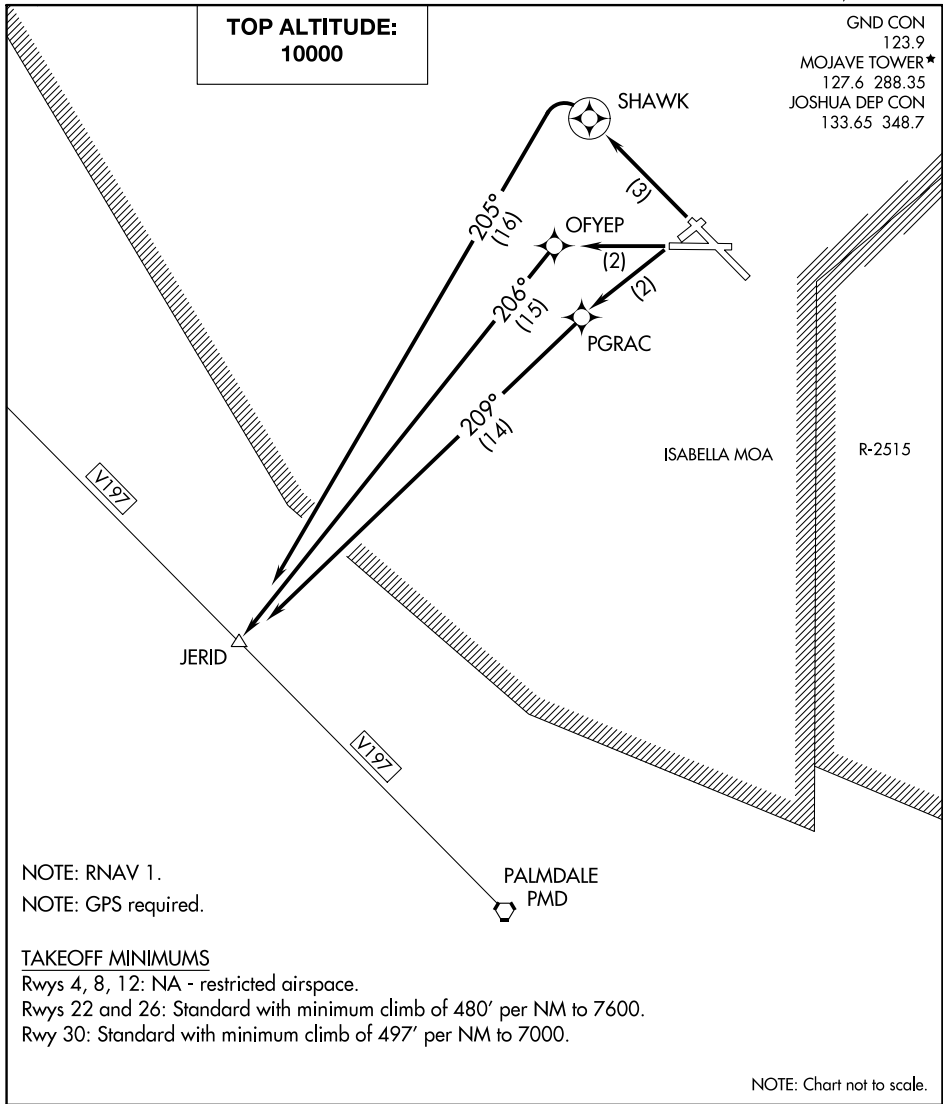 TOP ALTITUDE:
10000
GND CON
123.9
MOJAVE TOWER★
127.6 288.35
JOSHUA DEP CON
133.65 348.7
SHAWK
(3)
205°
(16)
OFYEP
(2)
206°
(15)
(2)
PGRAC
209°
(14)
ISABELLA MOA
R-2515
V197
JERID
V197
PALMDALE
PMD
NOTE: RNAV 1.
NOTE: GPS required.
TAKEOFF MINIMUMS
Rwys 4, 8, 12: NA - restricted airspace.
Rwys 22 and 26: Standard with minimum climb of 480' per NM to 7600.
Rwy 30: Standard with minimum climb of 497' per NM to 7000.
NOTE: Chart not to scale.